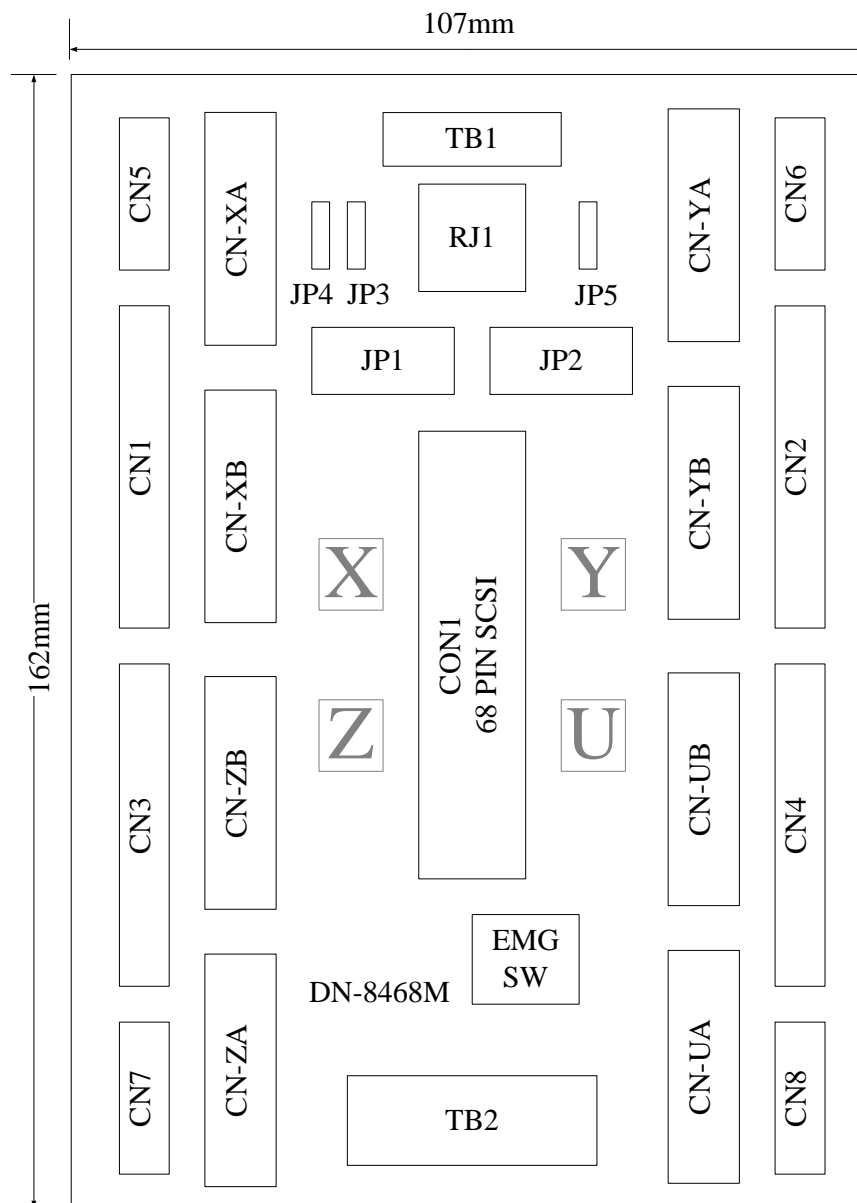 107mm
TB1
CN5
CN-XA
CN-YA
CN6
RJ1
JP4
JP3
JP5
JP1
JP2
CN1
CN-XB
CN-YB
CN2
X
Y
CON1
68 PIN SCSI
162mm
Z
U
CN3
CN-ZB
CN-UB
CN4
EMG
SW
DN-8468M
CN7
CN-ZA
CN-UA
CN8
TB2